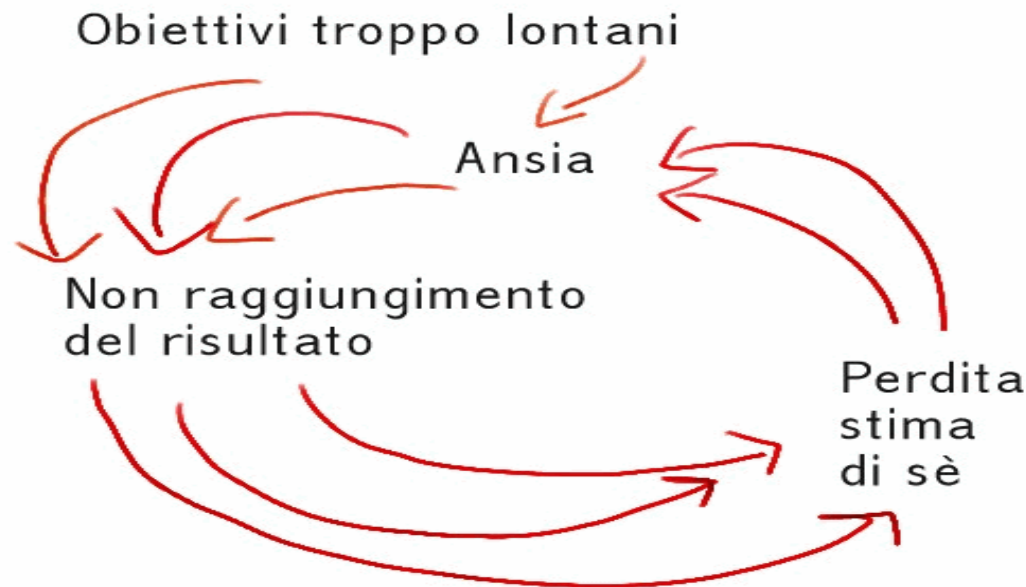 Obiettivi troppo lontani
Ansia
Non raggiungimento
del risultato
Perdita
stima
di sè